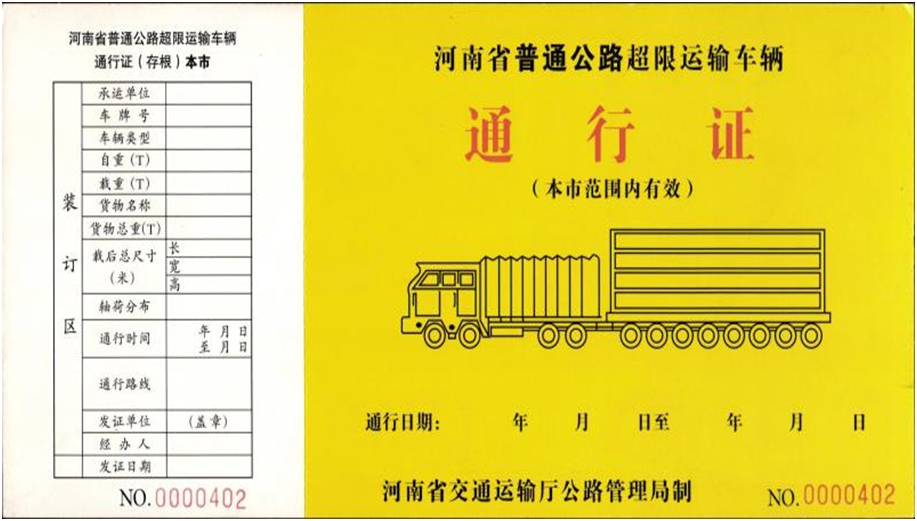 河南省普通公路超限运输车辆
通行证（存根）本市
装订区
承运单位
车牌号
车辆类型
自重（T）
载重（T）
货物名称
货物总重(T)
载后总尺寸（米）
长
宽
高
轴荷分布
通行时间
年 月 日
至 月 日
通行路线
发证单位 （盖章）
经办人
发证日期
NO.0000402
河南省普通公路超限运输车辆
通行证
（本市范围内有效）
通行日期： 年 月 日至 年 月 日
河南省交通运输厅公路管理局制
NO.0000402